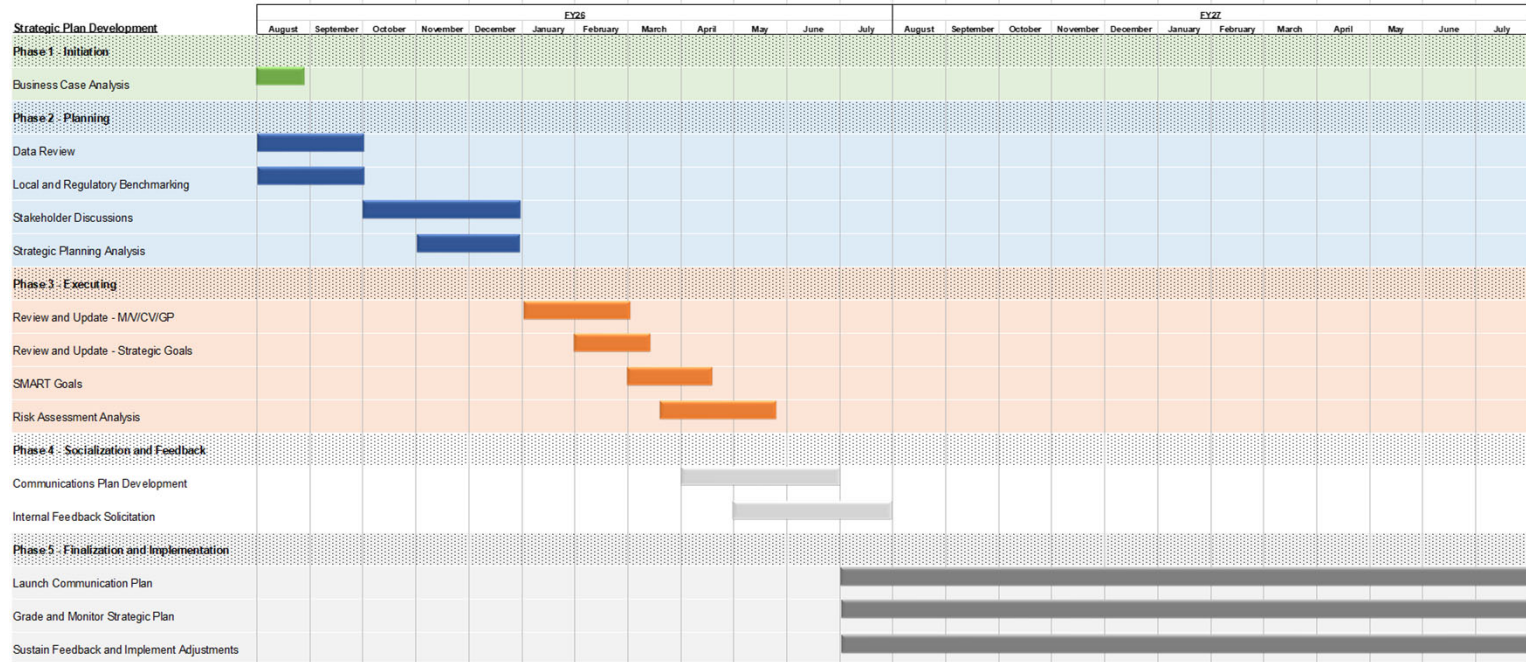 FY26 FY27
Strategic Plan Development August September October November December January February March April May June July August September October November December January February March April May June July
Phase 1 - Initiation
Business Case Analysis
Phase 2 - Planning
Data Review
Local and Regulatory Benchmarking
Stakeholder Discussions
Strategic Planning Analysis
Phase 3 - Executing
Review and Update - M/V/CV/GP
Review and Update - Strategic Goals
SMART Goals
Risk Assessment Analysis
Phase 4 - Socialization and Feedback
Communications Plan Development
Internal Feedback Solicitation
Phase 5 - Finalization and Implementation
Launch Communication Plan
Grade and Monitor Strategic Plan
Sustain Feedback and Implement Adjustments